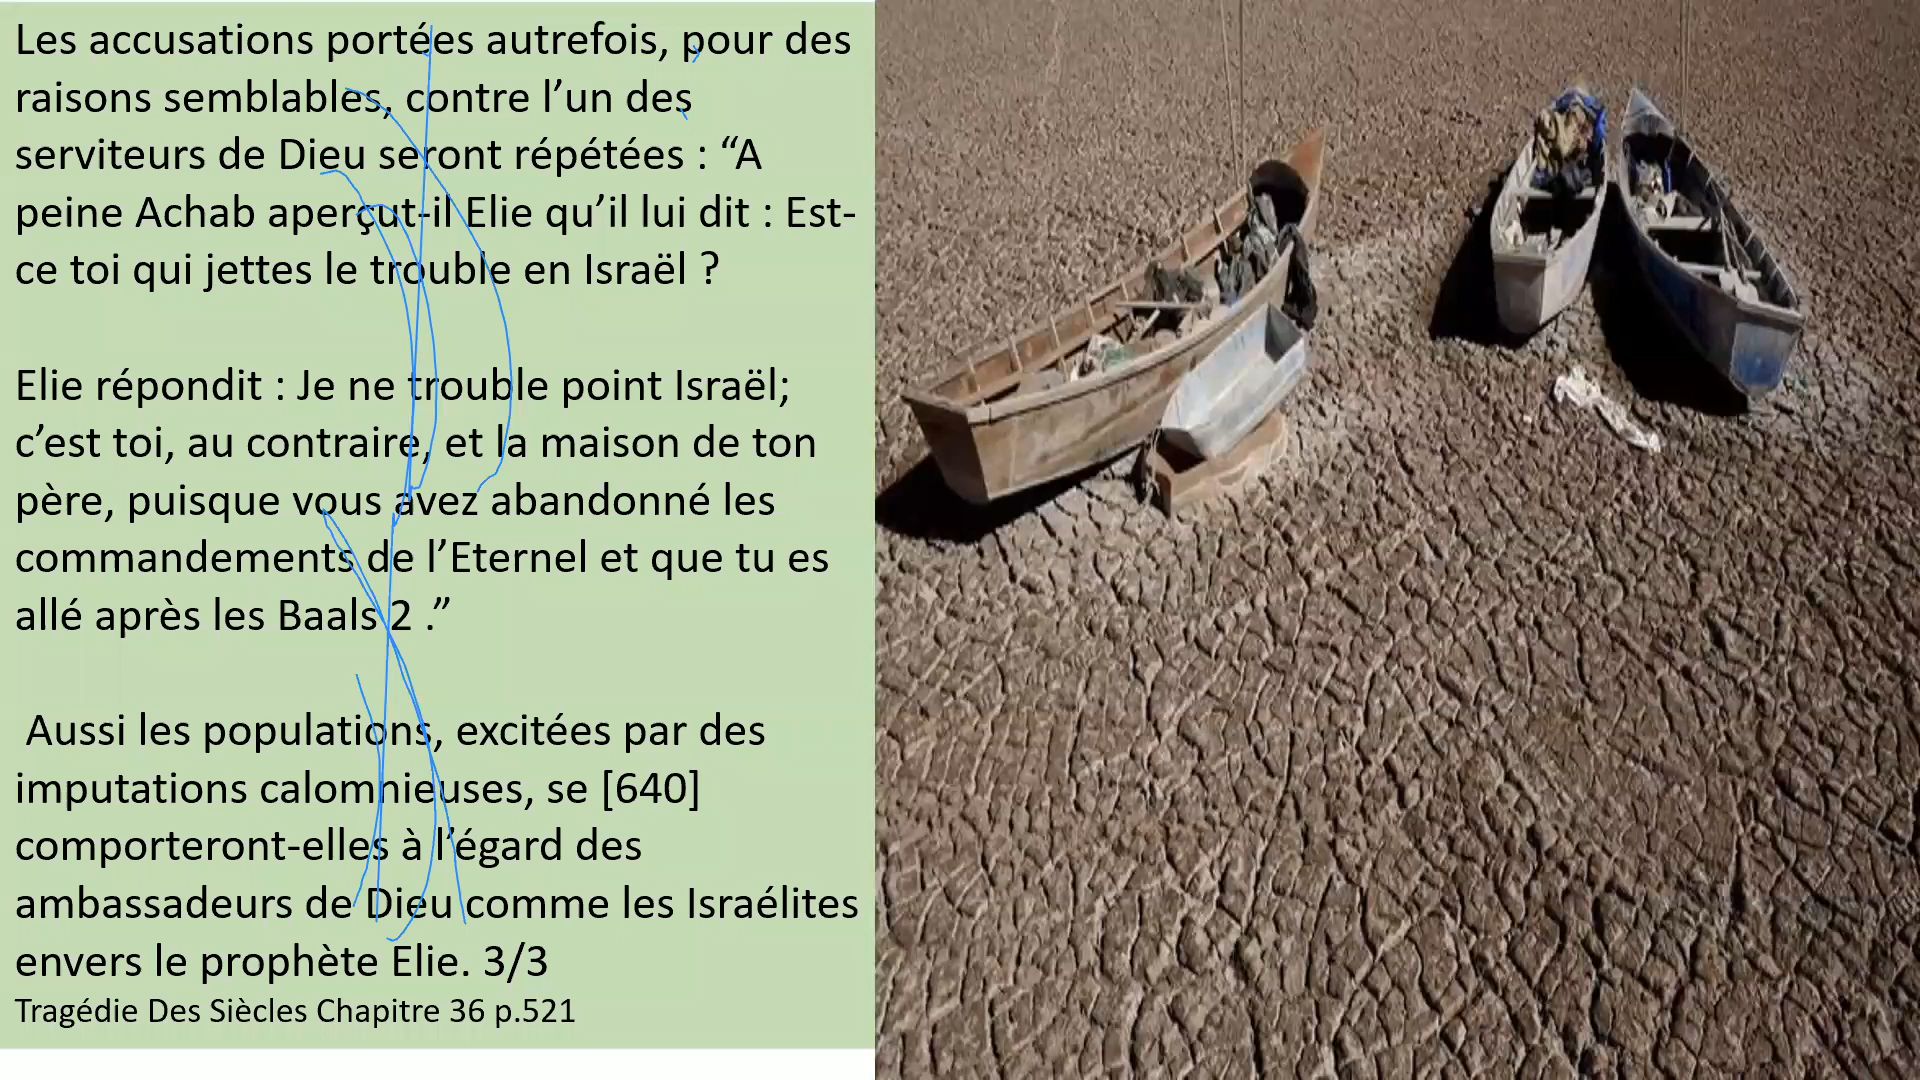 Les accusations portées autrefois, pour des
raisons semblables, contre l’un des
serviteurs de Dieu seront répétées : “A
peine Achab aperçut-il Elie qu’il lui dit : Est-
ce toi qui jettes le trouble en Israël ?
Elie répondit : Je ne trouble point Israël;
c’est toi, au contraire, et la maison de ton
père, puisque vous avez abandonné les
commandements de l’Eternel et que tu es
allé après les Baals 2 .”
Aussi les populations, excitées par des
imputations calomnieuses, se [640]
comporteront-elles à l’égard des
ambassadeurs de Dieu comme les Israélites
envers le prophète Elie. 3/3
Tragédie Des Siècles Chapitre 36 p.521